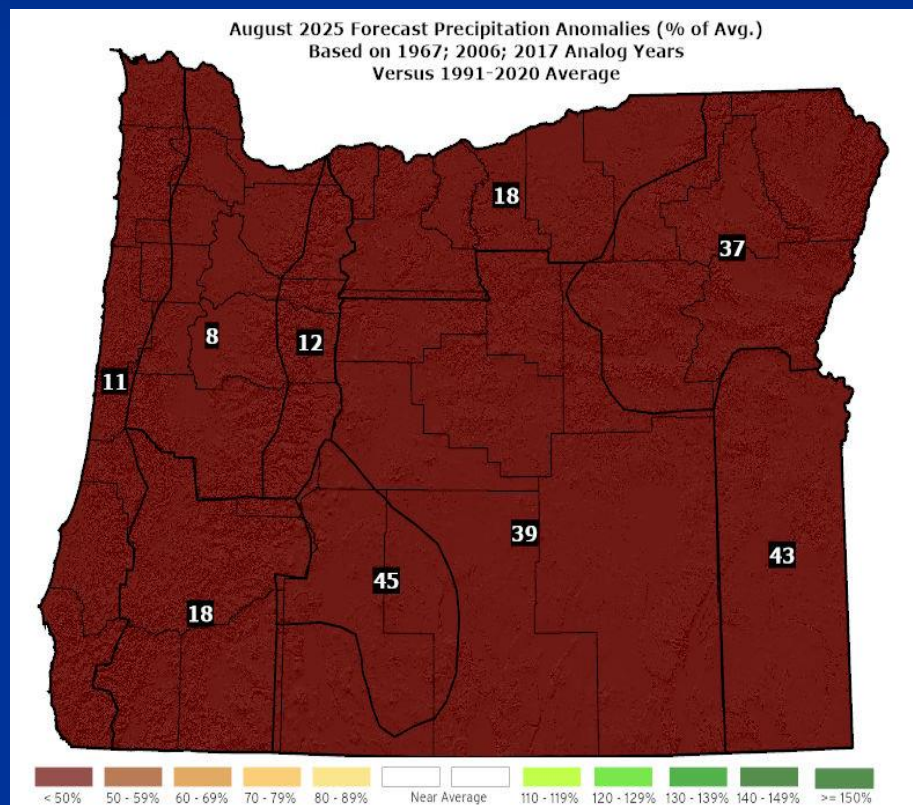 August 2025 Forecast Precipitation Anomalies (% of Avg.)
Based on 1967; 2006; 2017 Analog Years
Versus 1991-2020 Average
18
37
8
12
11
39
43
45
18
< 50%
50 - 59%
60 - 69%
70 - 79%
80 - 89%
Near Average
110 - 119%
120 - 129%
130 - 139%
140 - 149%
>= 150%